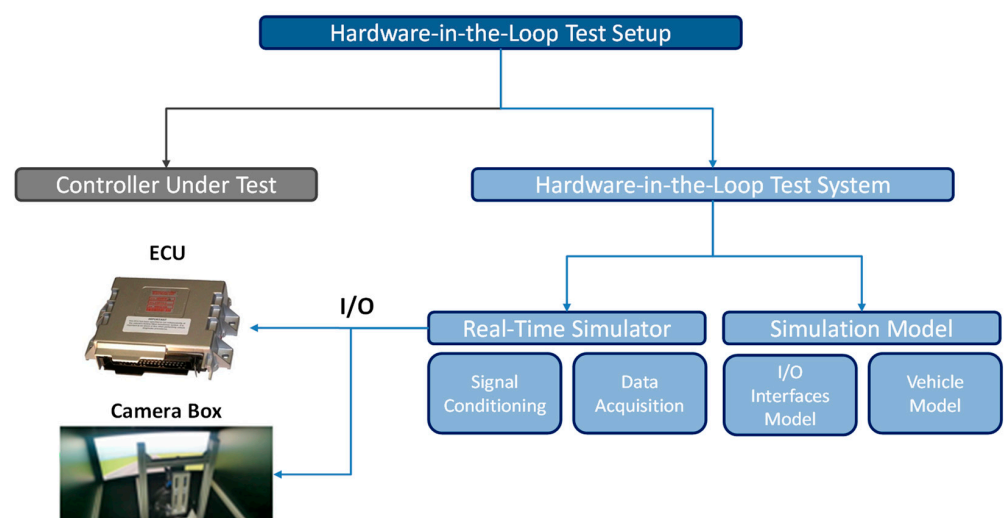 Hardware-in-the-Loop Test Setup
Controller Under Test
Hardware-in-the-Loop Test System
ECU
I/O
Real-Time Simulator
Simulation Model
Signal
Conditioning
Data
Acquisition
I/O
Interfaces
Model
Vehicle
Model
Camera Box